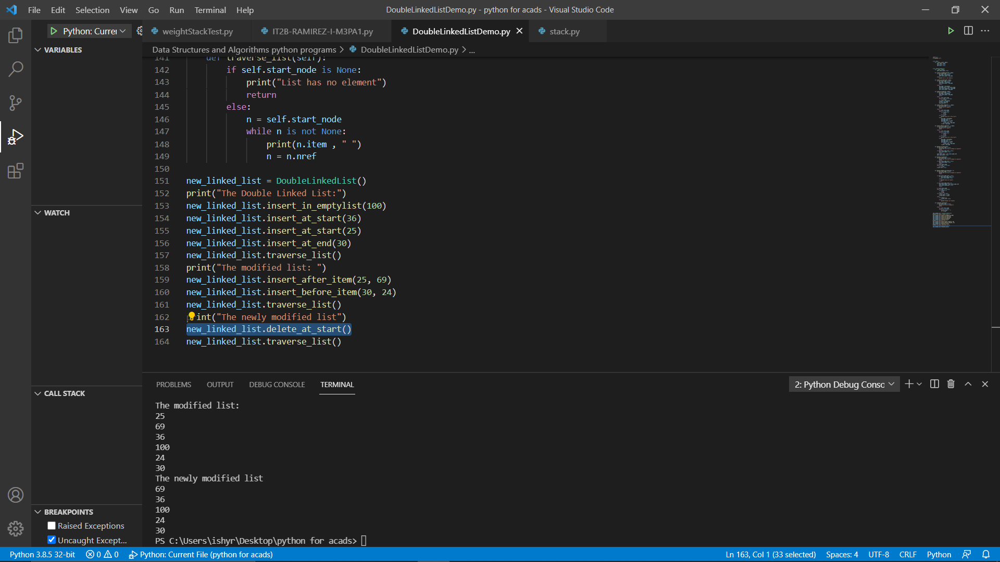 File Edit Selection View Go Run Terminal Help
DoubleLinkedListDemo.py - python for acads - Visual Studio Code
Python: Currer
weightStackTest.py
IT2B-RAMIREZ-I-M3PA1.py
DoubleLinkedListDemo.py
stack.py
Data Structures and Algorithms python programs > DoubleLinkedListDemo.py > ...
VARIABLES
WATCH
CALL STACK
BREAKPOINTS
Raised Exceptions
Uncaught Except...
141 def traverse_list(self):
142 if self.start_node is None:
143 print("List has no element")
144 return
145 else:
146 n = self.start_node
147 while n is not None:
148 print(n.item , " ")
149 n = n.nref
150
151 new_linked_list = DoubleLinkedList()
152 print("The Double Linked List:")
153 new_linked_list.insert_in_emptylist(100)
154 new_linked_list.insert_at_start(36)
155 new_linked_list.insert_at_start(25)
156 new_linked_list.insert_at_end(30)
157 new_linked_list.traverse_list()
158 print("The modified list: ")
159 new_linked_list.insert_after_item(25, 69)
160 new_linked_list.insert_before_item(30, 24)
161 new_linked_list.traverse_list()
162 print("The newly modified list")
163 new_linked_list.delete_at_start()
164 new_linked_list.traverse_list()
PROBLEMS OUTPUT DEBUG CONSOLE TERMINAL
2: Python Debug Consc
The modified list:
25
69
36
100
24
30
The newly modified list
69
36
100
24
30
PS C:\Users\ishyr\Desktop\python for acads>
Python 3.8.5 32-bit 0 0 Python: Current File (python for acads)
Ln 163, Col 1 (33 selected) Spaces: 4 UTF-8 CRLF Python